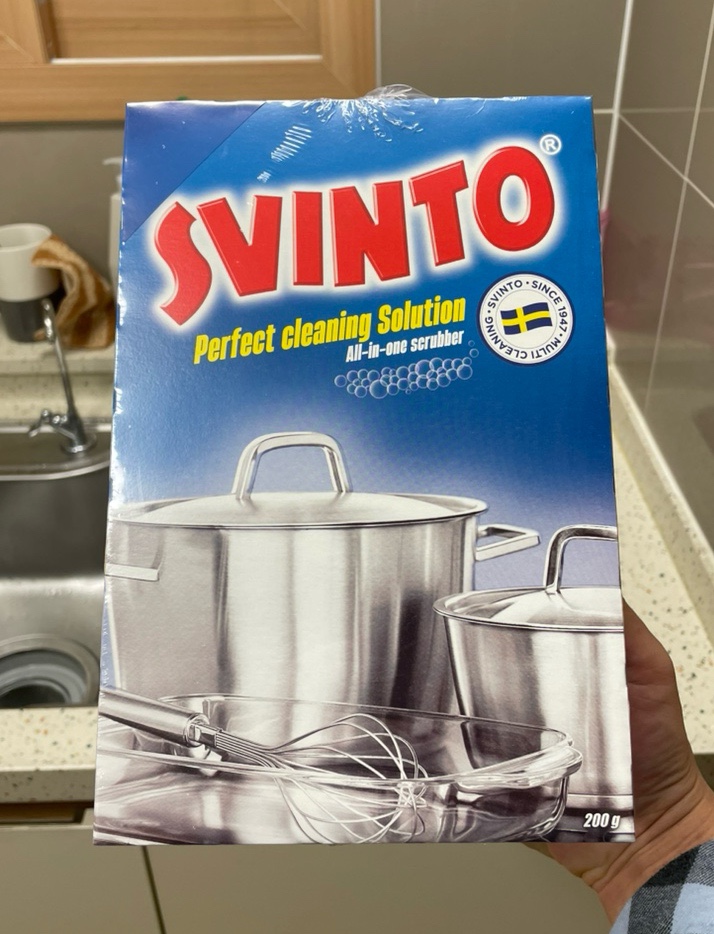 SVINTO®
Perfect cleaning Solution
All-in-one scrubber
SVINTO · SINCE 1947 · MULTI CLEANING ·
200 g